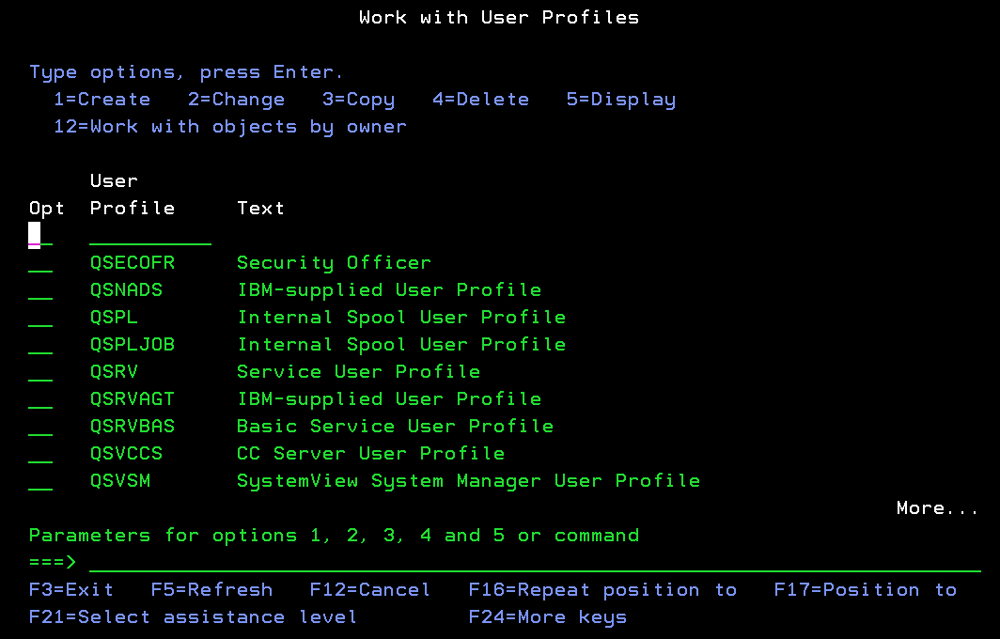 Work with User Profiles
Type options, press Enter.
1=Create 2=Change 3=Copy 4=Delete 5=Display
12=Work with objects by owner
User
Opt Profile Text
QSECOFR Security Officer
QSNADS IBM-supplied User Profile
QSPL Internal Spool User Profile
QSPLJOB Internal Spool User Profile
QSRV Service User Profile
QSRVAGT IBM-supplied User Profile
QSRVBAS Basic Service User Profile
QSVCCS CC Server User Profile
QSVSM SystemView System Manager User Profile
More...
Parameters for options 1, 2, 3, 4 and 5 or command
===>
F3=Exit F5=Refresh F12=Cancel F16=Repeat position to F17=Position to
F21=Select assistance level F24=More keys